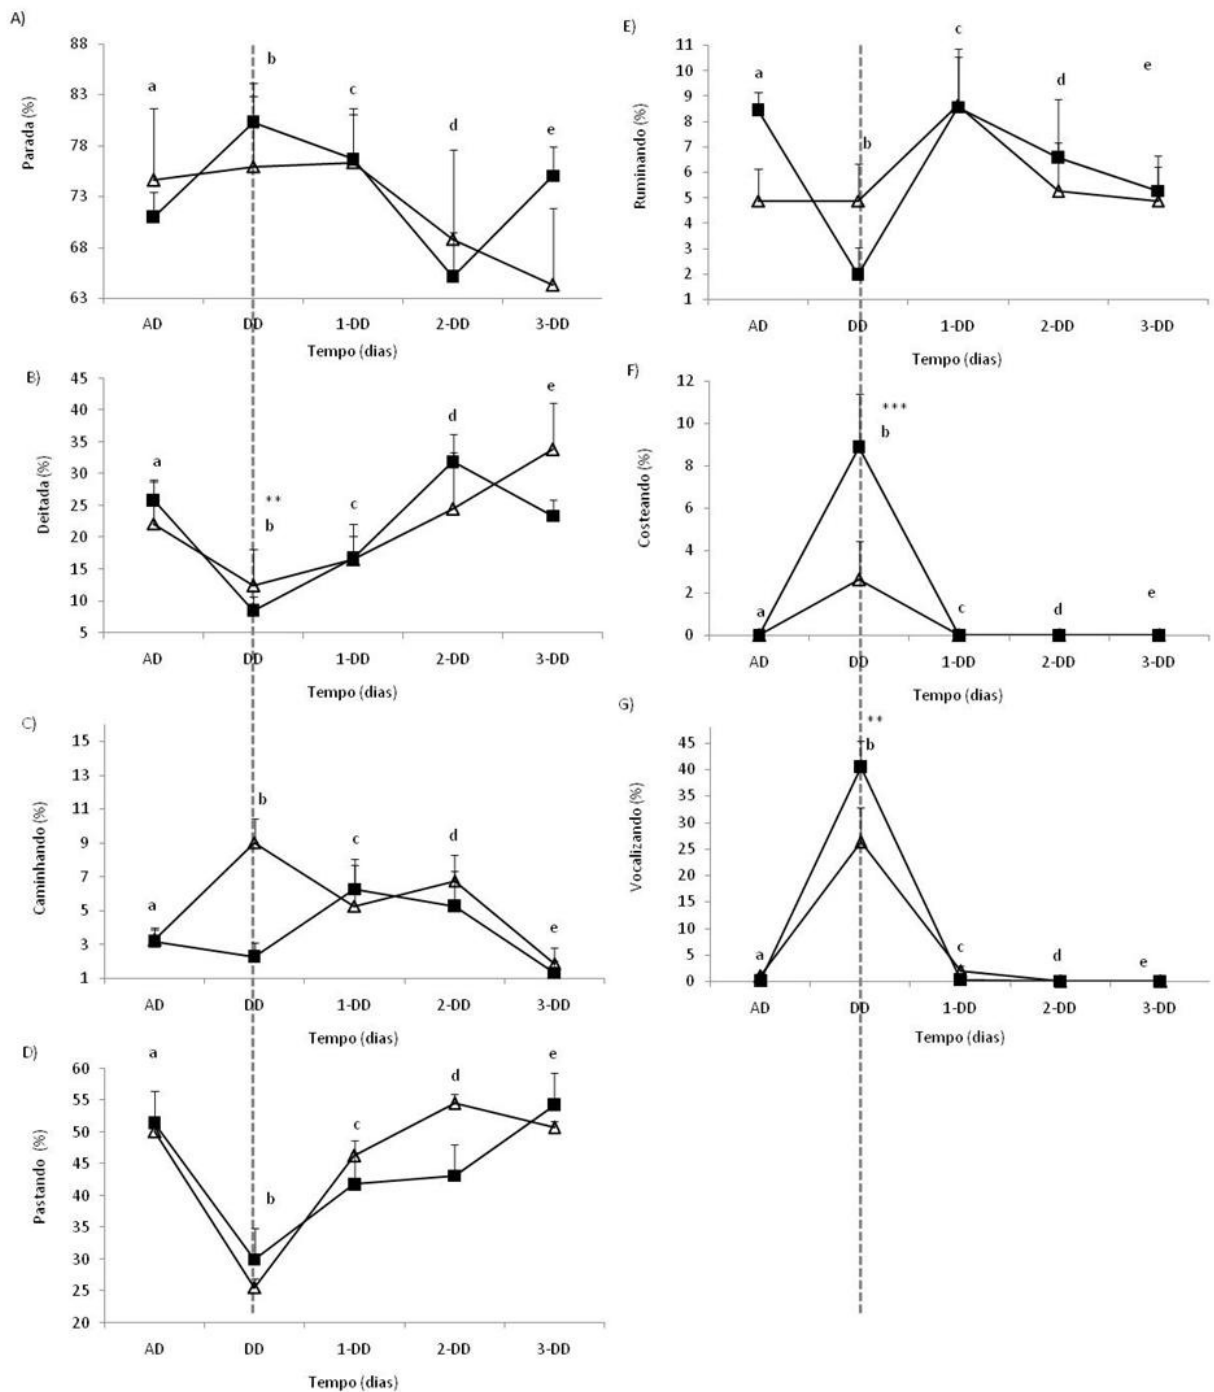 A)
Parada (%)
88
83
78
73
68
63
a
b
c
d
e
AD
DD
1-DD
2-DD
3-DD
Tempo (dias)
B)
Deitada (%)
45
40
35
30
25
20
15
10
5
a
**
b
c
d
e
AD
DD
1-DD
2-DD
3-DD
Tempo (dias)
C)
Caminhando (%)
15
13
11
9
7
5
3
1
a
b
c
d
e
AD
DD
1-DD
2-DD
3-DD
Tempo (dias)
D)
Pastando (%)
60
55
50
45
40
35
30
25
20
a
b
c
d
e
AD
DD
1-DD
2-DD
3-DD
Tempo (dias)
E)
Ruminando (%)
11
10
9
8
7
6
5
4
3
2
1
a
b
c
d
e
AD
DD
1-DD
2-DD
3-DD
Tempo (dias)
F)
Costeando (%)
12
10
8
6
4
2
0
a
***
b
c
d
e
AD
DD
1-DD
2-DD
3-DD
Tempo (dias)
G)
Vocalizando (%)
45
40
35
30
25
20
15
10
5
0
a
**
b
c
d
e
AD
DD
1-DD
2-DD
3-DD
Tempo (dias)